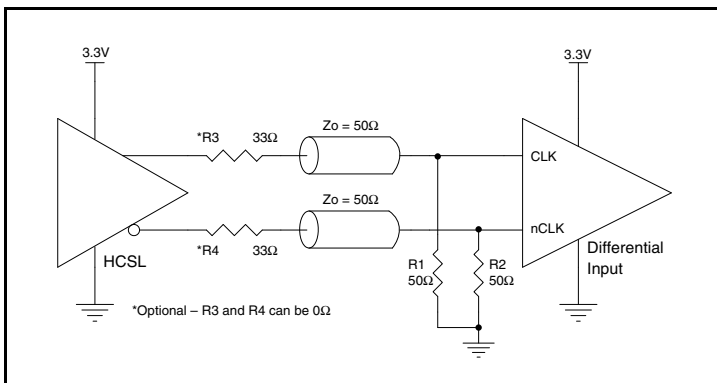 3.3V
3.3V
*R3 33Ω
Zo = 50Ω
CLK
Zo = 50Ω
nCLK
*R4 33Ω
HCSL
R1
50Ω
R2
50Ω
Differential
Input
*Optional – R3 and R4 can be 0Ω